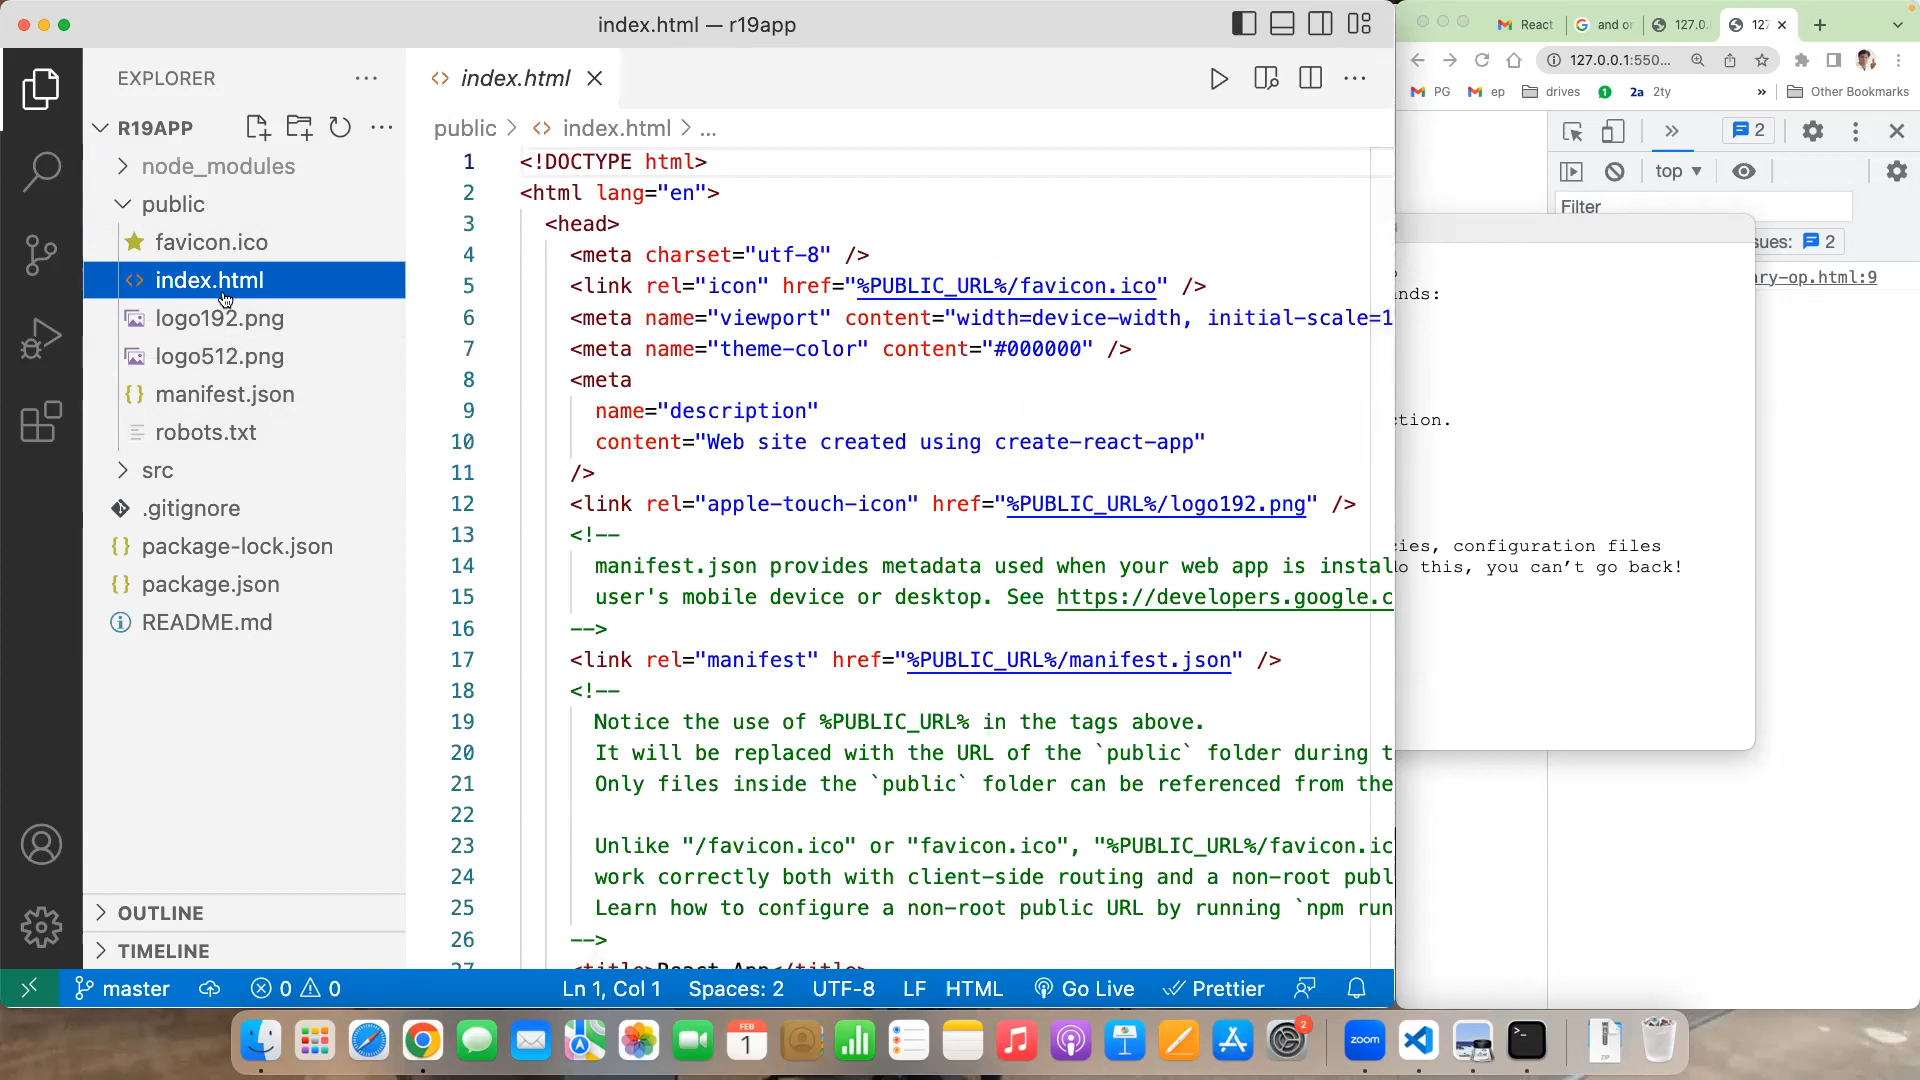 index.html — r19app
EXPLORER
R19APP
node_modules
public
favicon.ico
index.html
logo192.png
logo512.png
manifest.json
robots.txt
src
.gitignore
package-lock.json
package.json
README.md
OUTLINE
TIMELINE
index.html
public > index.html > ...
1 <!DOCTYPE html>
2 <html lang="en">
3 <head>
4 <meta charset="utf-8" />
5 <link rel="icon" href="%PUBLIC_URL%/favicon.ico" />
6 <meta name="viewport" content="width=device-width, initial-scale=1
7 <meta name="theme-color" content="#000000" />
8 <meta
9 name="description"
10 content="Web site created using create-react-app"
11 />
12 <link rel="apple-touch-icon" href="%PUBLIC_URL%/logo192.png" />
13 <!--
14 manifest.json provides metadata used when your web app is instal
15 user's mobile device or desktop. See https://developers.google.c
16 -->
17 <link rel="manifest" href="%PUBLIC_URL%/manifest.json" />
18 <!--
19 Notice the use of %PUBLIC_URL% in the tags above.
20 It will be replaced with the URL of the `public` folder during t
21 Only files inside the `public` folder can be referenced from the
22
23 Unlike "/favicon.ico" or "favicon.ico", "%PUBLIC_URL%/favicon.ic
24 work correctly both with client-side routing and a non-root publ
25 Learn how to configure a non-root public URL by running `npm run
26 -->
27 <title>React App</title>
master 0 0 Ln 1, Col 1 Spaces: 2 UTF-8 LF HTML Go Live Prettier
React and or 127.0. 127
127.0.0.1:550...
PG ep drives 1 2a 2ty » Other Bookmarks
2
top
Filter
sues: 2
ry-op.html:9
nds:
tion.
ies, configuration files
o this, you can't go back!
FEB
1
2
zoom
ZIP